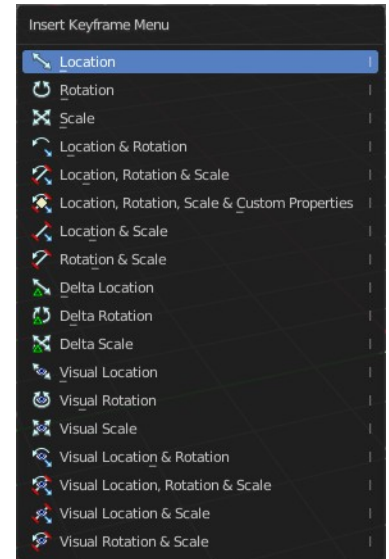 Insert Keyframe Menu
Location I
Rotation I
Scale I
Location & Rotation I
Location, Rotation & Scale I
Location, Rotation, Scale & Custom Properties I
Location & Scale I
Rotation & Scale I
Delta Location I
Delta Rotation I
Delta Scale I
Visual Location I
Visual Rotation I
Visual Scale I
Visual Location & Rotation I
Visual Location, Rotation & Scale I
Visual Location & Scale I
Visual Rotation & Scale I